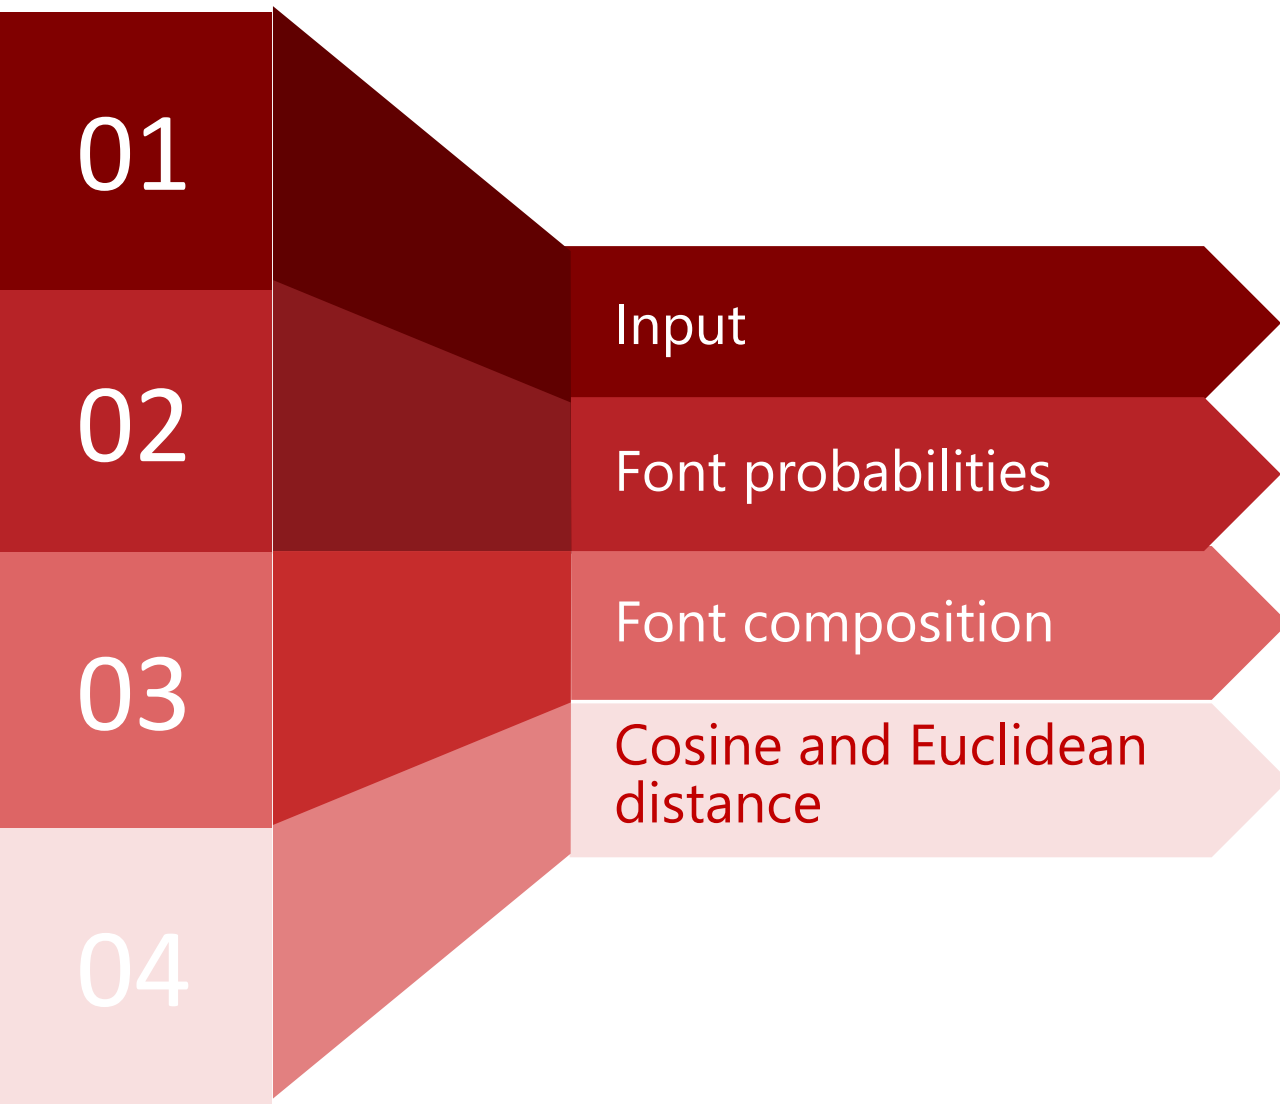 01
Input
02
Font probabilities
03
Font composition
04
Cosine and Euclidean
distance